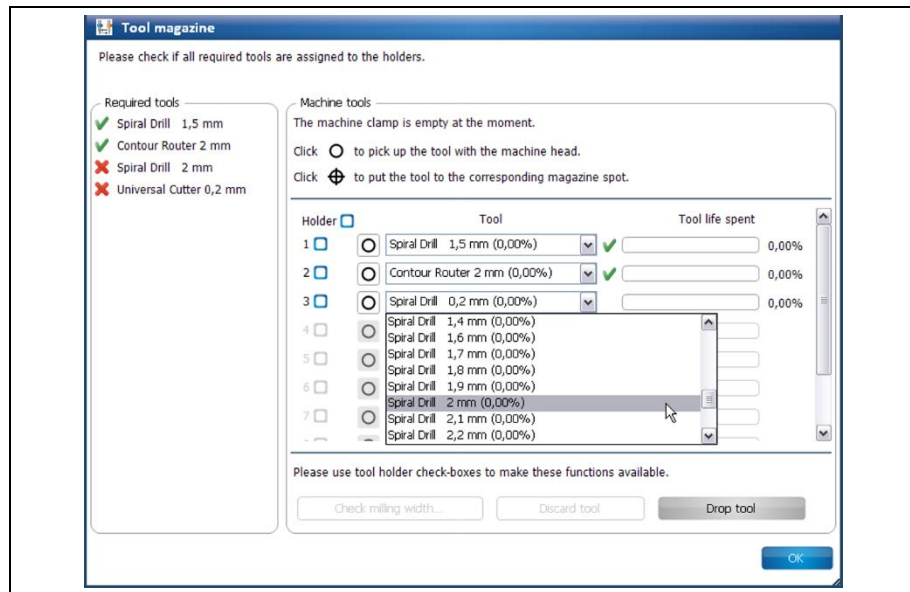 Tool magazine
Please check if all required tools are assigned to the holders.
Required tools
Spiral Drill 1,5 mm
Contour Router 2 mm
Spiral Drill 2 mm
Universal Cutter 0,2 mm
Machine tools
The machine clamp is empty at the moment.
Click to pick up the tool with the machine head.
Click to put the tool to the corresponding magazine spot.
Holder Tool Tool life spent
1 Spiral Drill 1,5 mm (0,00%) 0,00%
2 Contour Router 2 mm (0,00%) 0,00%
3 Spiral Drill 0,2 mm (0,00%) 0,00%
4
5
6
7
Spiral Drill 1,4 mm (0,00%)
Spiral Drill 1,6 mm (0,00%)
Spiral Drill 1,7 mm (0,00%)
Spiral Drill 1,8 mm (0,00%)
Spiral Drill 1,9 mm (0,00%)
Spiral Drill 2 mm (0,00%)
Spiral Drill 2,1 mm (0,00%)
Spiral Drill 2,2 mm (0,00%)
Please use tool holder check-boxes to make these functions available.
Check milling width... Discard tool Drop tool
OK